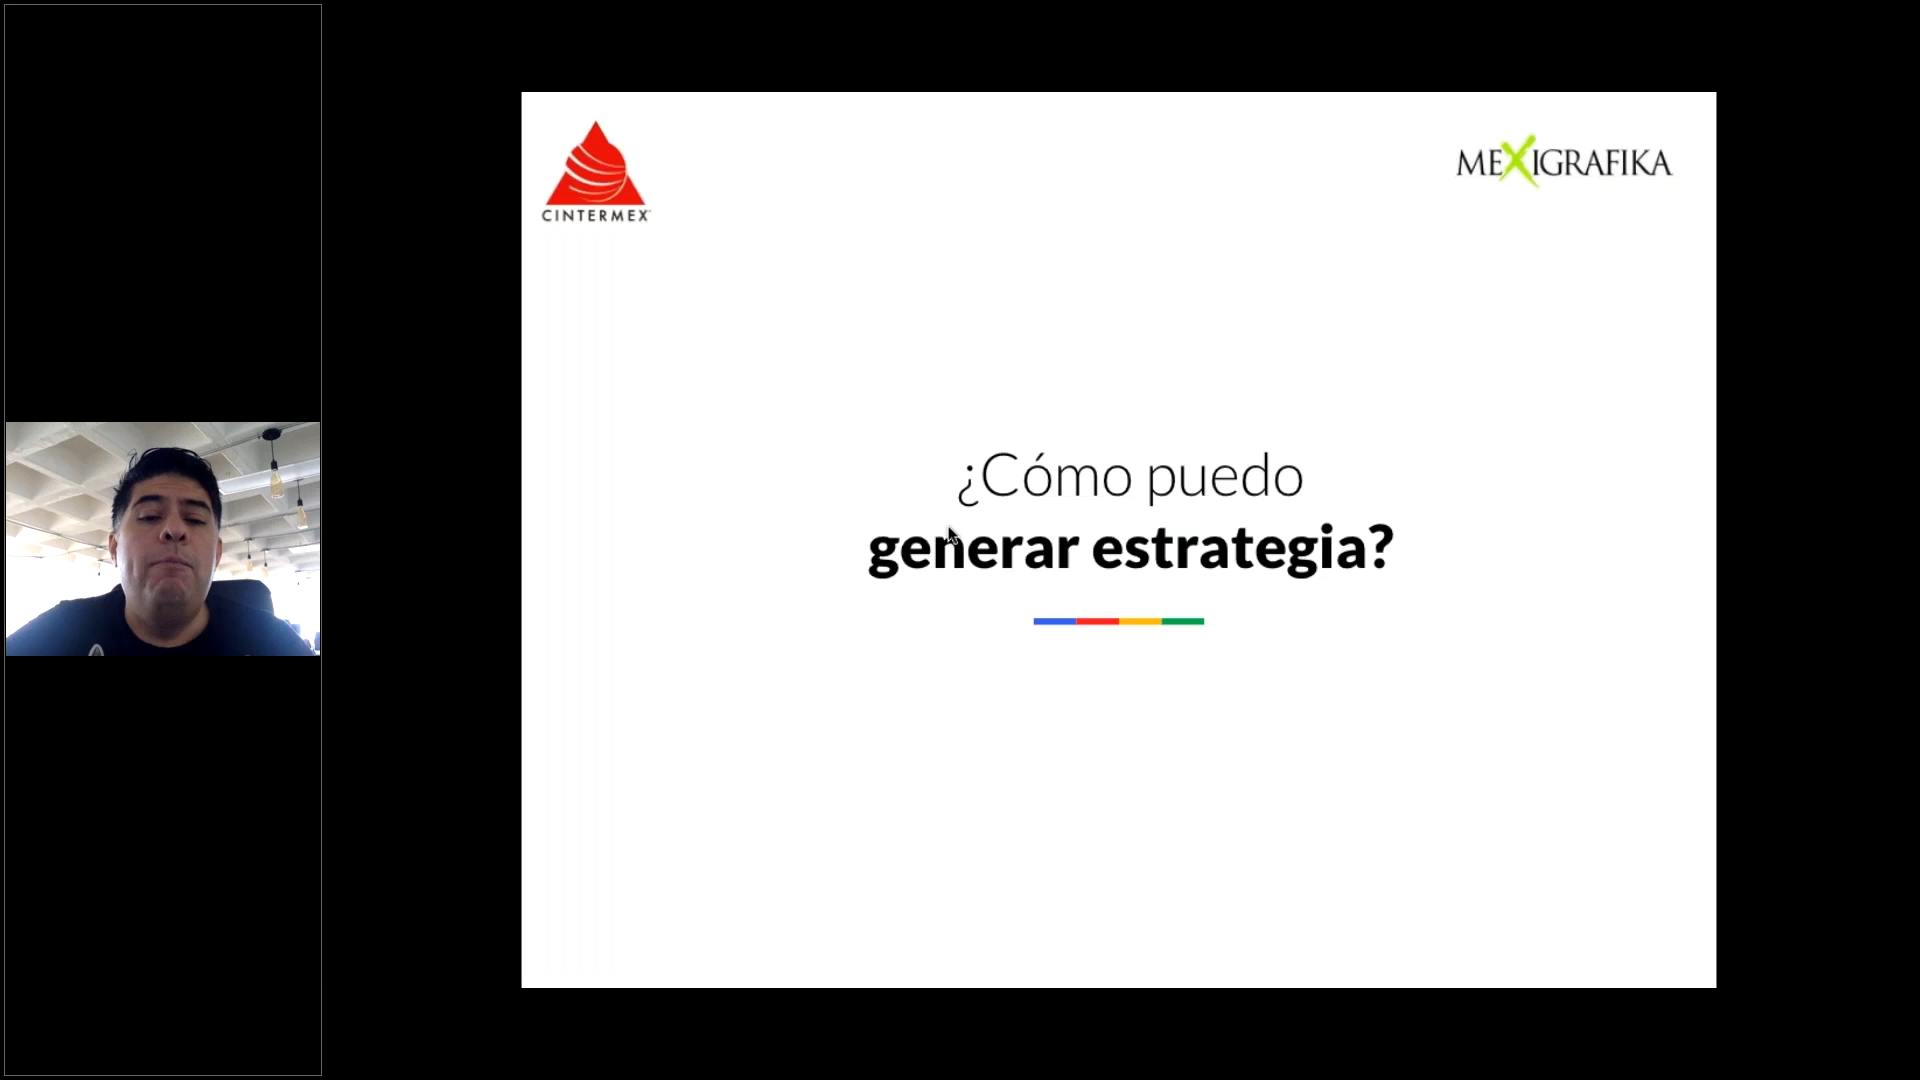 CINTERMEX
MEXIGRAFIKA
¿Cómo puedo
generar estrategia?